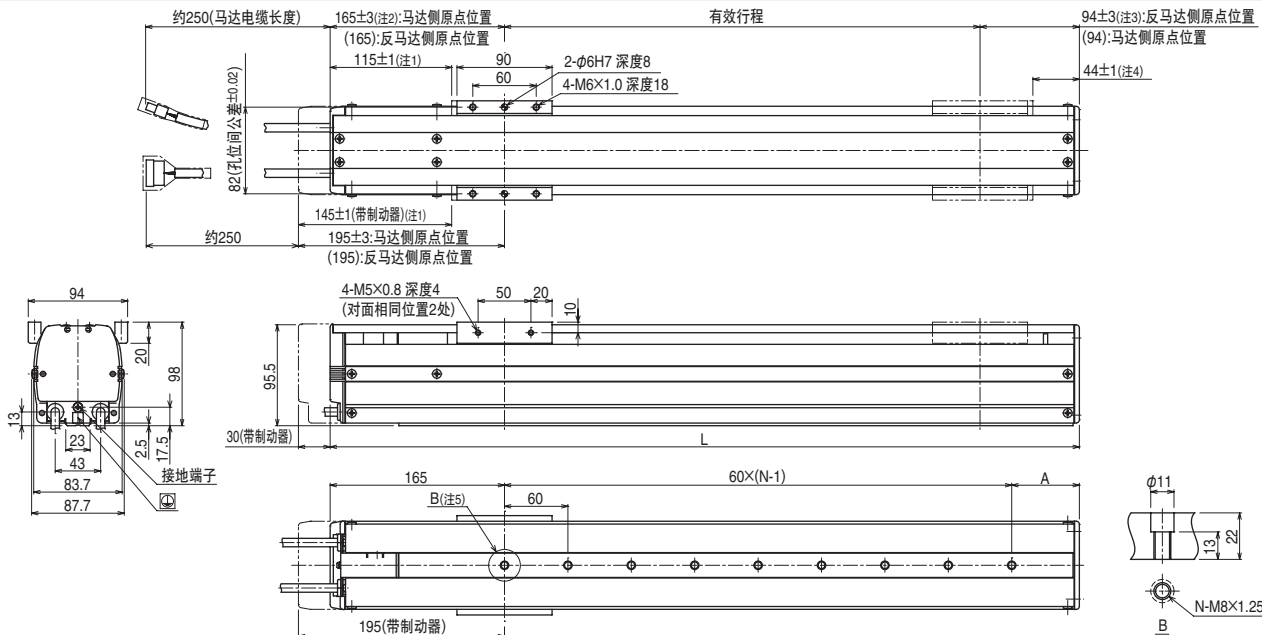 约250(马达电缆长度)
165±3(注2):马达侧原点位置
(165):反马达侧原点位置
有效行程
94±3(注3):反马达侧原点位置
(94):马达侧原点位置
115±1(注1)
90
60
2-φ6H7 深度8
4-M6×1.0 深度18
44±1(注4)
82(孔位间公差±0.02)
145±1(带制动器)(注1)
约250
195±3:马达侧原点位置
(195):反马达侧原点位置
94
20
98
13
2.5
17.5
23
43
83.7
87.7
接地端子
4-M5×0.8 深度4
(对面相同位置2处)
50
20
10
95.5
30(带制动器)
L
165
60×(N-1)
A
B(注5)
60
195(带制动器)
φ11
13
22
N-M8×1.25
B